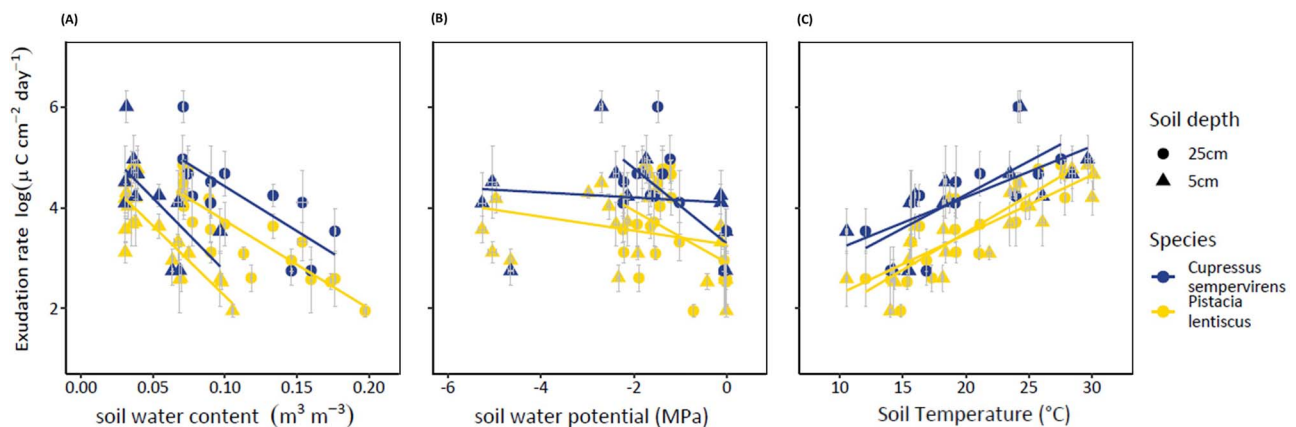 (A)
(B)
(C)
Exudation rate log(μ C cm⁻² day⁻¹)
6
4
2
0.00 0.05 0.10 0.15 0.20
soil water content (m³ m⁻³)
-6 -4 -2 0
soil water potential (MPa)
10 15 20 25 30
Soil Temperature (°C)
Soil depth
25cm
5cm
Species
Cupressus
sempervirens
Pistacia
lentiscus